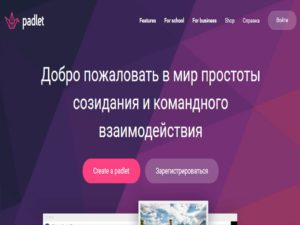 padlet Features For school For business Shop Справка Войти
Добро пожаловать в мир простоты
созидания и командного
взаимодействия
Create a padlet Зарегистрироваться